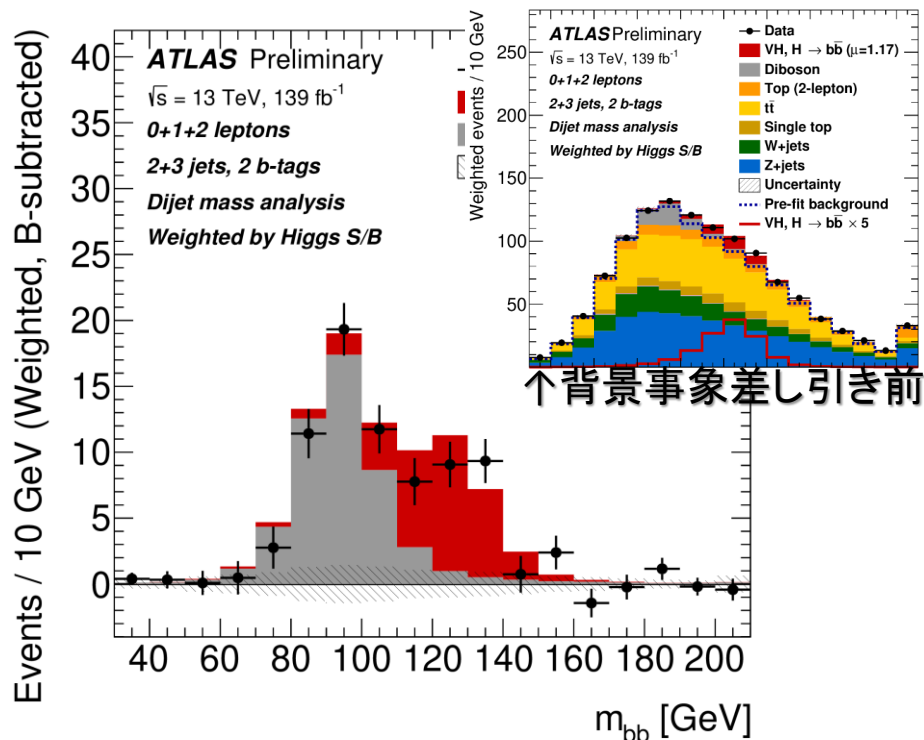 Events / 10 GeV (Weighted, B-subtracted)
40
35
30
25
20
15
10
5
0
ATLAS Preliminary
√s = 13 TeV, 139 fb⁻¹
0+1+2 leptons
2+3 jets, 2 b-tags
Dijet mass analysis
Weighted by Higgs S/B
40 60 80 100 120 140 160 180 200
m_bb [GeV]
Weighted events / 10 GeV
250
200
150
100
50
ATLAS Preliminary
√s = 13 TeV, 139 fb⁻¹
0+1+2 leptons
2+3 jets, 2 b-tags
Dijet mass analysis
Weighted by Higgs S/B
Data
VH, H → bb̄ (μ=1.17)
Diboson
Top (2-lepton)
tt̄
Single top
W+jets
Z+jets
Uncertainty
Pre-fit background
VH, H → bb̄ × 5
↑背景事象差し引き前